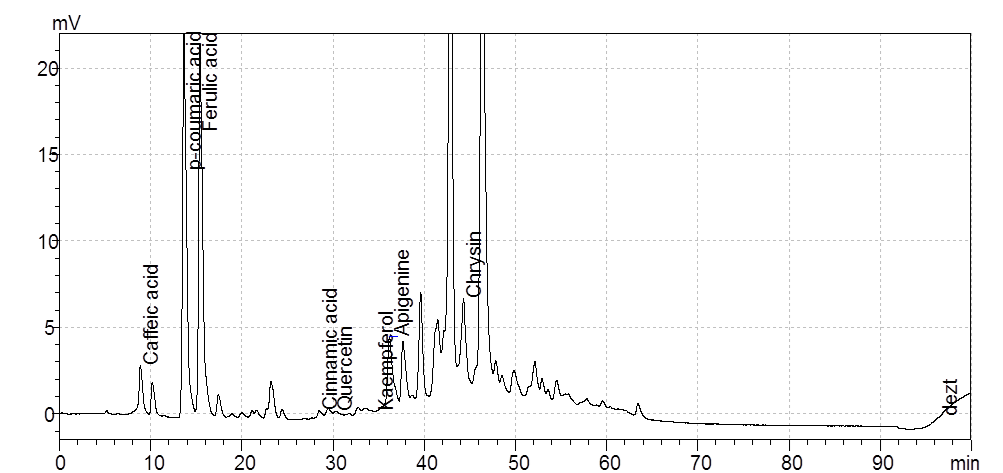 mV
20
15
10
5
0
Caffeic acid
p-coumaric acid
Ferulic acid
Cinnamic acid
Quercetin
Kaempferol
Apigenine
Chrysin
dezt
0 10 20 30 40 50 60 70 80 90 min